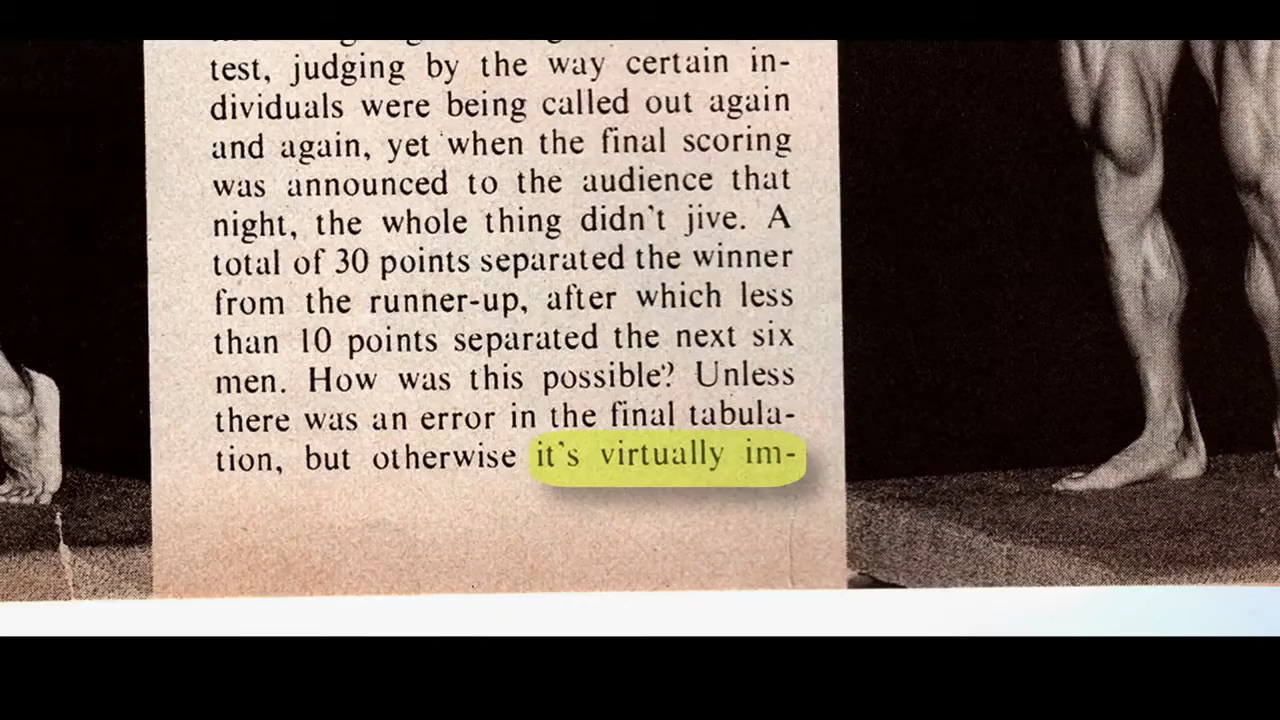 test, judging by the way certain in-
dividuals were being called out again
and again, yet when the final scoring
was announced to the audience that
night, the whole thing didn't jive. A
total of 30 points separated the winner
from the runner-up, after which less
than 10 points separated the next six
men. How was this possible? Unless
there was an error in the final tabula-
tion, but otherwise it's virtually im-